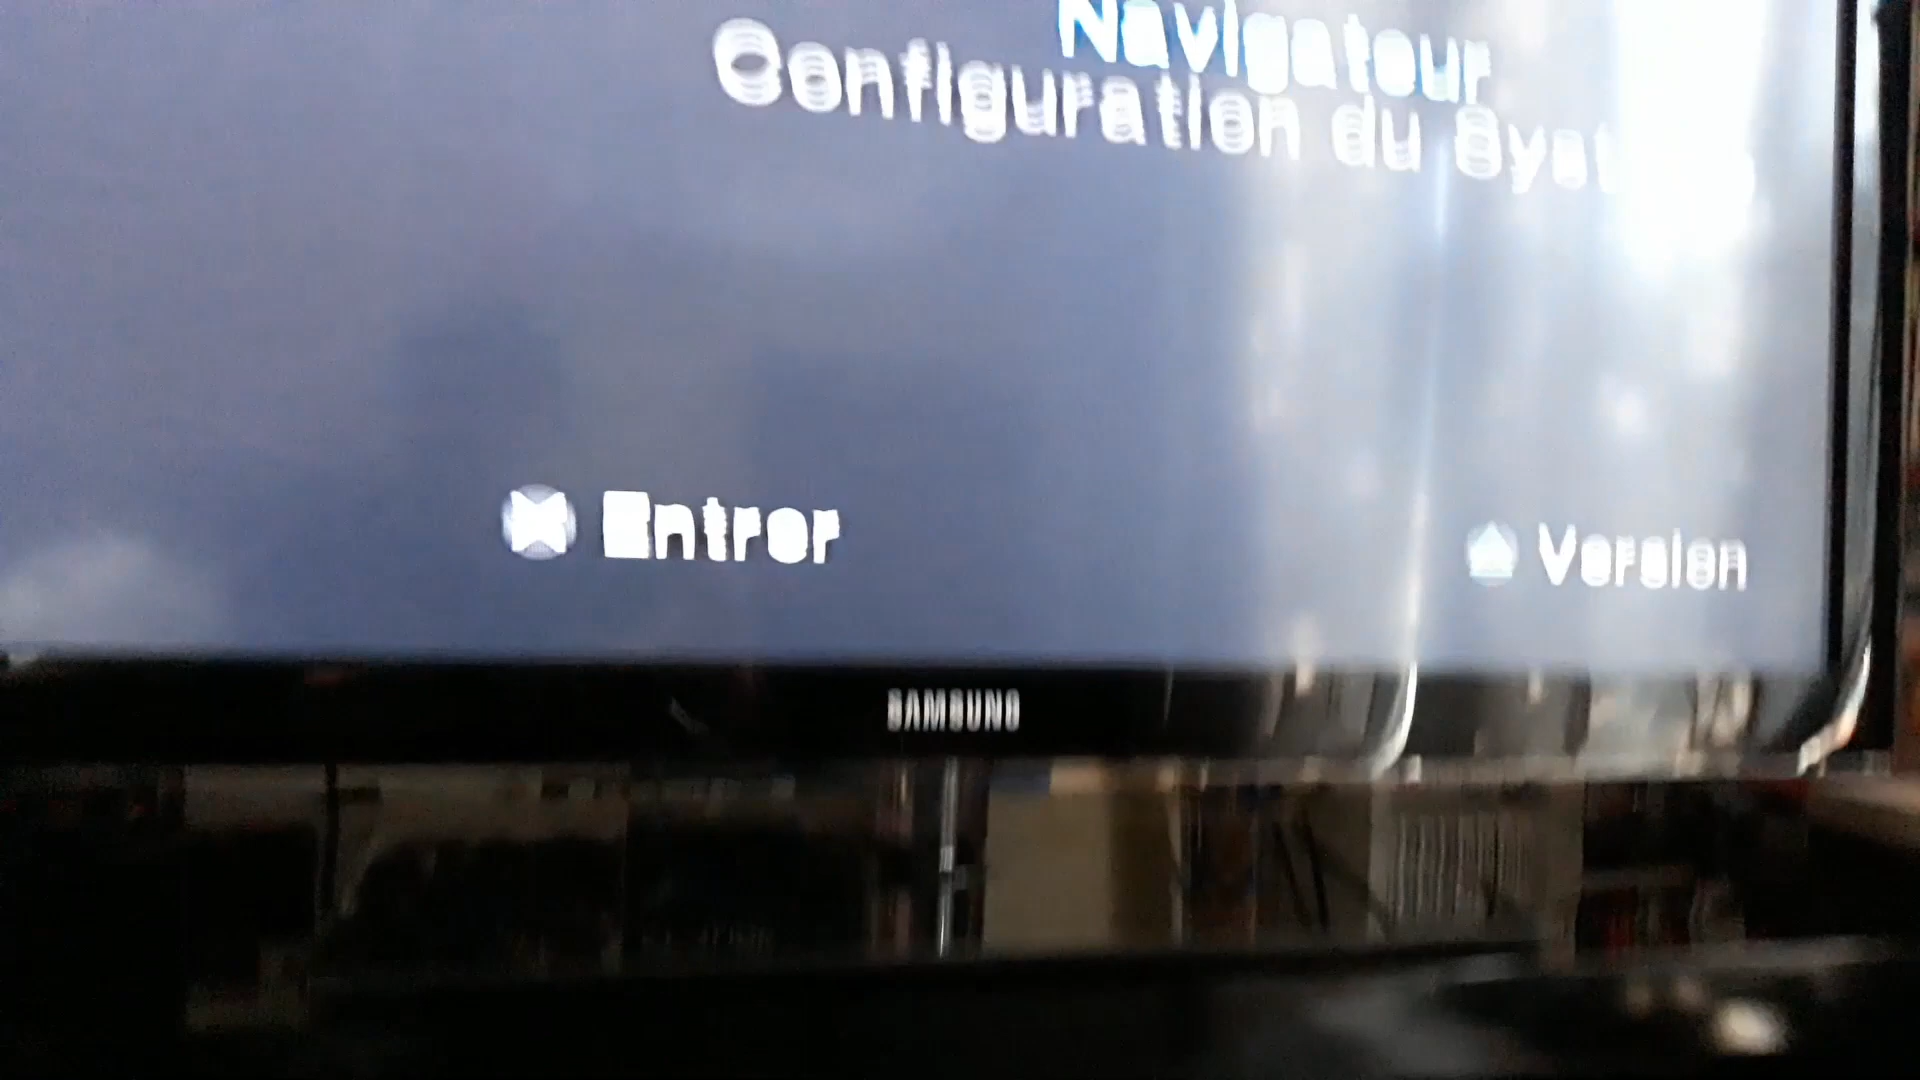 Navigateur
Configuration du
Entrer
Version
SAMSUNG